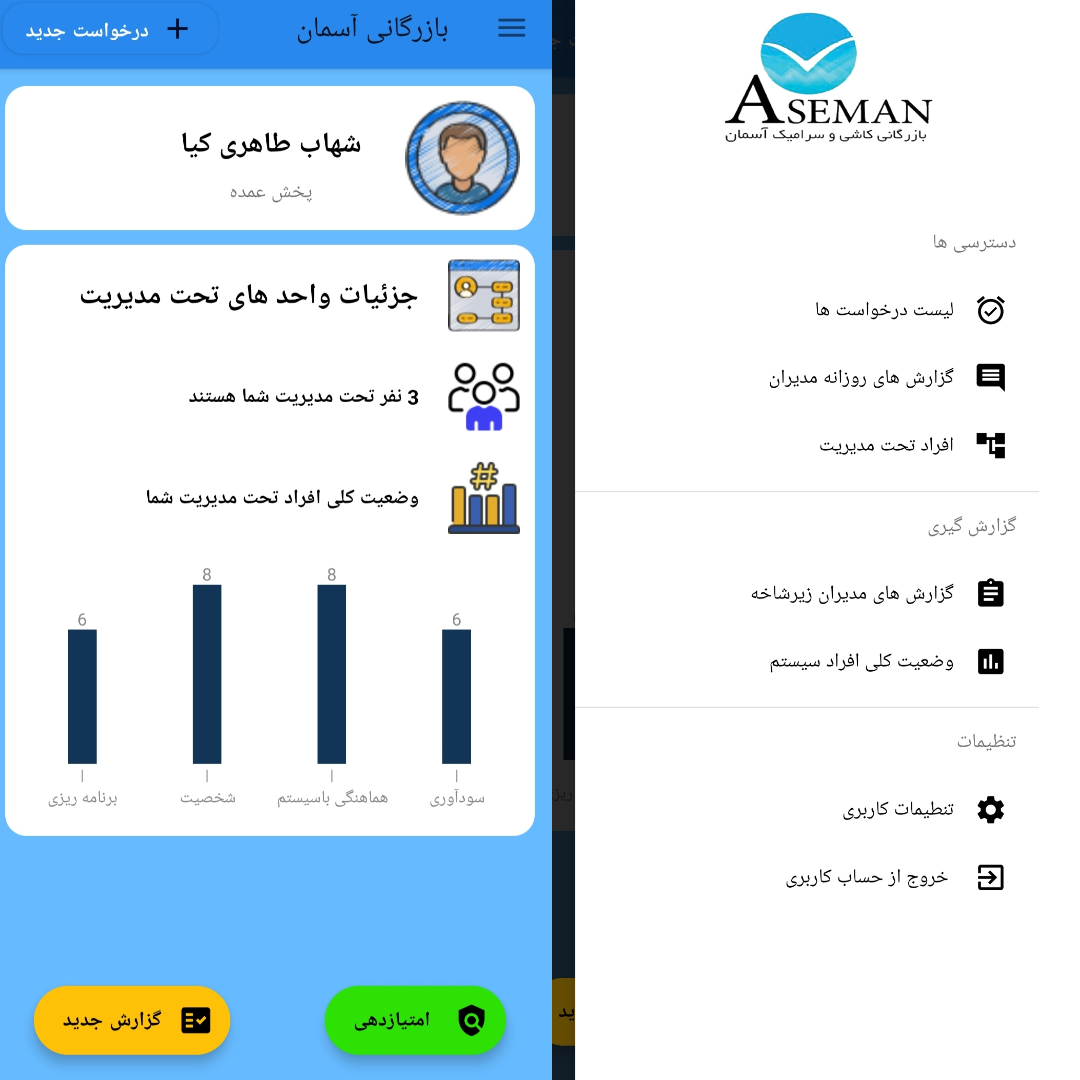 بازرگانی آسمان
درخواست جدید
شهاب طاهری کیا
پخش عمده
جزئیات واحد های تحت مدیریت
3 نفر تحت مدیریت شما هستند
#
وضعیت کلی افراد تحت مدیریت شما
6 8 8 6
برنامه ریزی شخصیت هماهنگی باسیستم سودآوری
امتیازدهی
گزارش جدید
ASEMAN
بازرگانی کاشی و سرامیک آسمان
دسترسی ها
لیست درخواست ها
گزارش های روزانه مدیران
افراد تحت مدیریت
گزارش گیری
گزارش های مدیران زیرشاخه
وضعیت کلی افراد سیستم
تنظیمات
تنطیمات کاربری
خروج از حساب کاربری